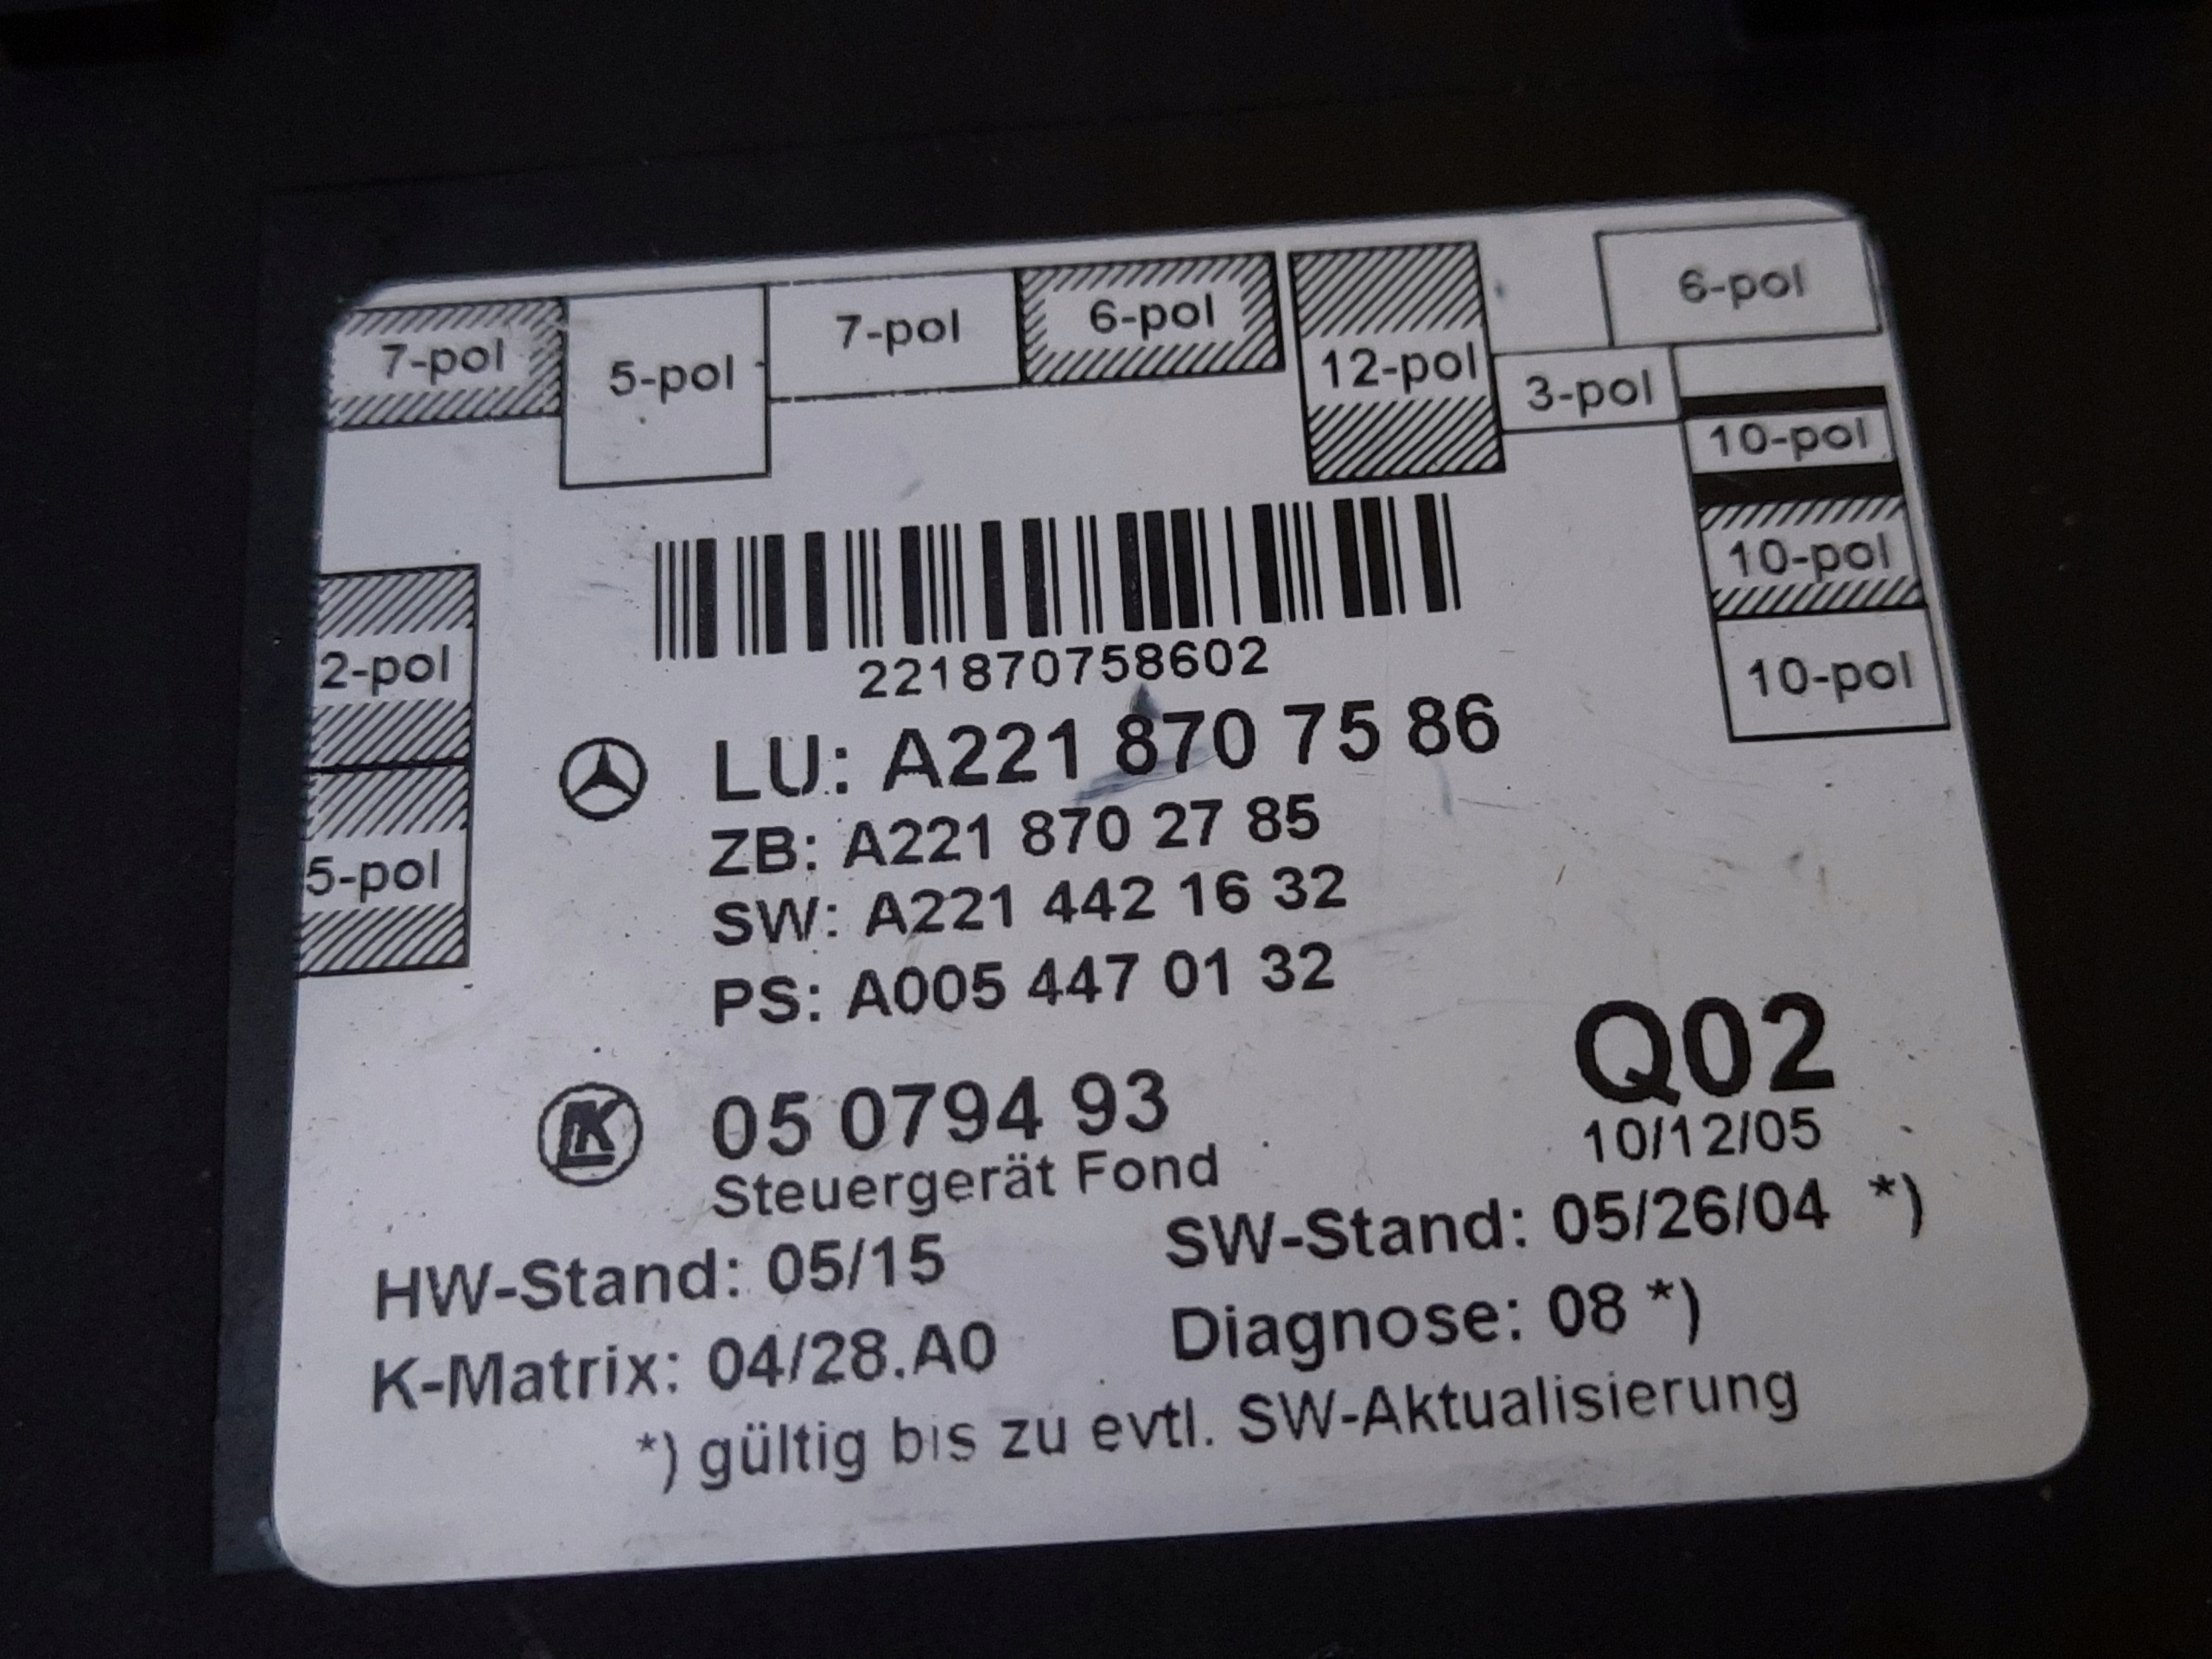 7-pol
5-pol
7-pol
6-pol
12-pol
3-pol
6-pol
10-pol
10-pol
10-pol
2-pol
5-pol
221870758602
LU: A221 870 75 86
ZB: A221 870 27 85
SW: A221 442 16 32
PS: A005 447 01 32
LK 05 0794 93
Steuergerät Fond
Q02
10/12/05
HW-Stand: 05/15
SW-Stand: 05/26/04 *)
K-Matrix: 04/28.A0
Diagnose: 08 *)
*) gültig bis zu evtl. SW-Aktualisierung